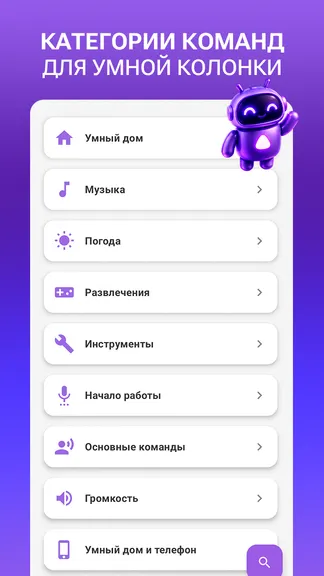 КАТЕГОРИИ КОМАНД
ДЛЯ УМНОЙ КОЛОНКИ
Умный дом
Музыка
Погода
Развлечения
Инструменты
Начало работы
Основные команды
Громкость
Умный дом и телефон